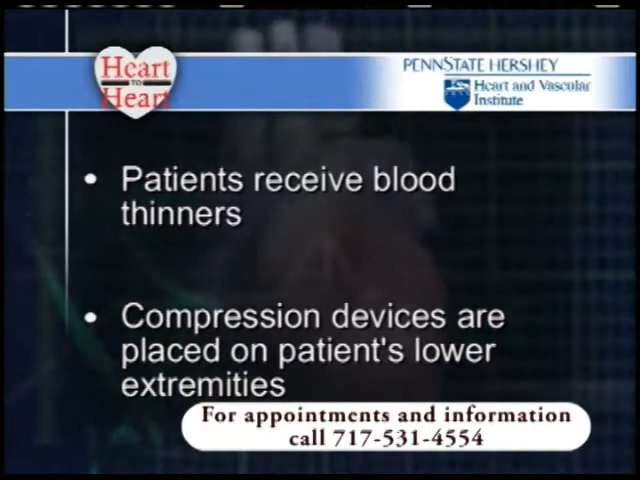 Heart
TO
Heart
PENNSTATE HERSHEY
Heart and Vascular
Institute
• Patients receive blood
thinners
• Compression devices are
placed on patient's lower
extremities
For appointments and information
call 717-531-4554